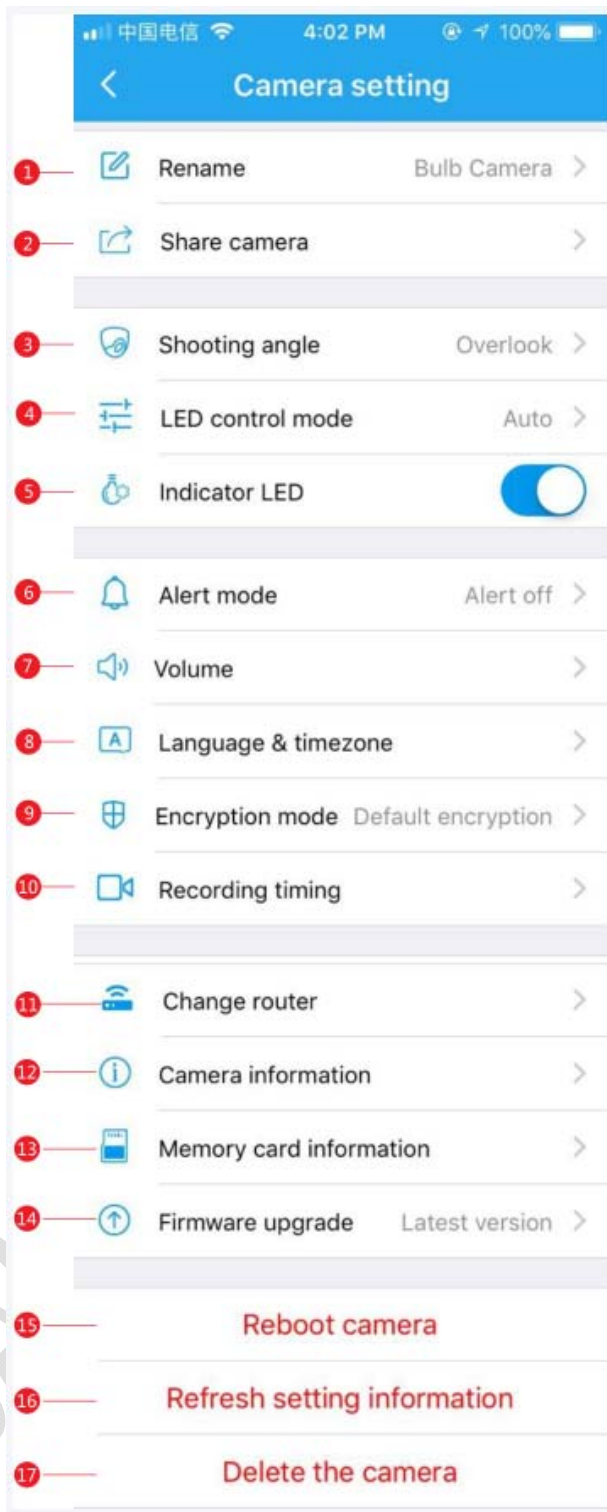 中国电信 4:02 PM 100%
Camera setting
1 Rename Bulb Camera
2 Share camera
3 Shooting angle Overlook
4 LED control mode Auto
5 Indicator LED
6 Alert mode Alert off
7 Volume
8 A Language & timezone
9 Encryption mode Default encryption
10 Recording timing
11 Change router
12 i Camera information
13 Memory card information
14 Firmware upgrade Latest version
15 Reboot camera
16 Refresh setting information
17 Delete the camera